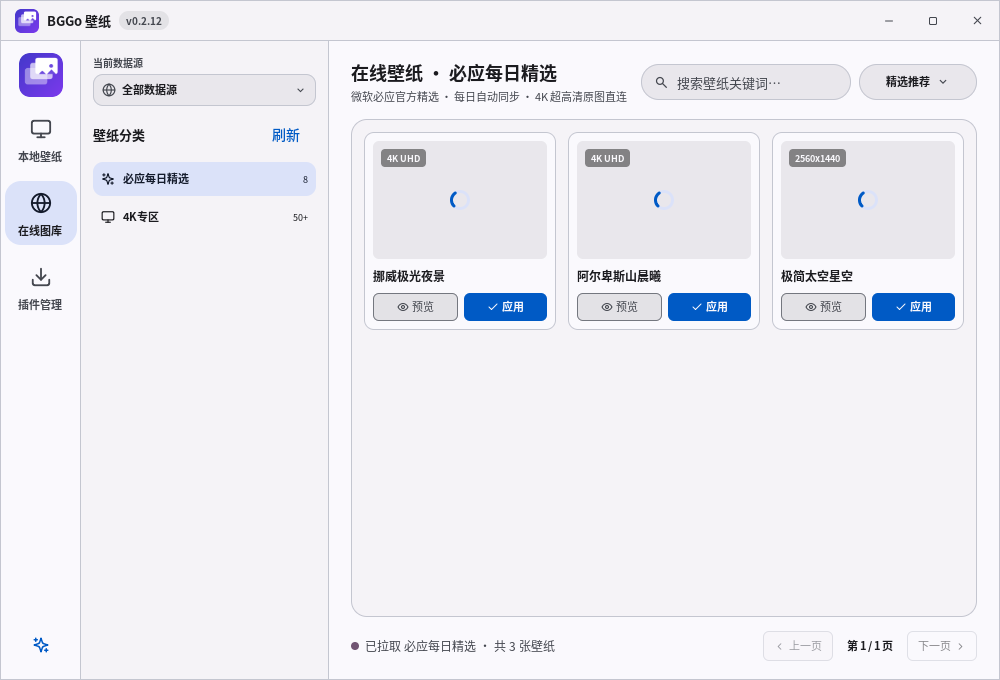 BGGo 壁纸 v0.2.12
本地壁纸
在线图库
插件管理
当前数据源
全部数据源
壁纸分类 刷新
必应每日精选 8
4K专区 50+
在线壁纸 · 必应每日精选
微软必应官方精选 · 每日自动同步 · 4K 超高清原图直连
搜索壁纸关键词…
精选推荐
4K UHD
挪威极光夜景
预览 应用
4K UHD
阿尔卑斯山晨曦
预览 应用
2560x1440
极简太空星空
预览 应用
已拉取 必应每日精选 · 共 3 张壁纸
上一页 第 1 / 1 页 下一页